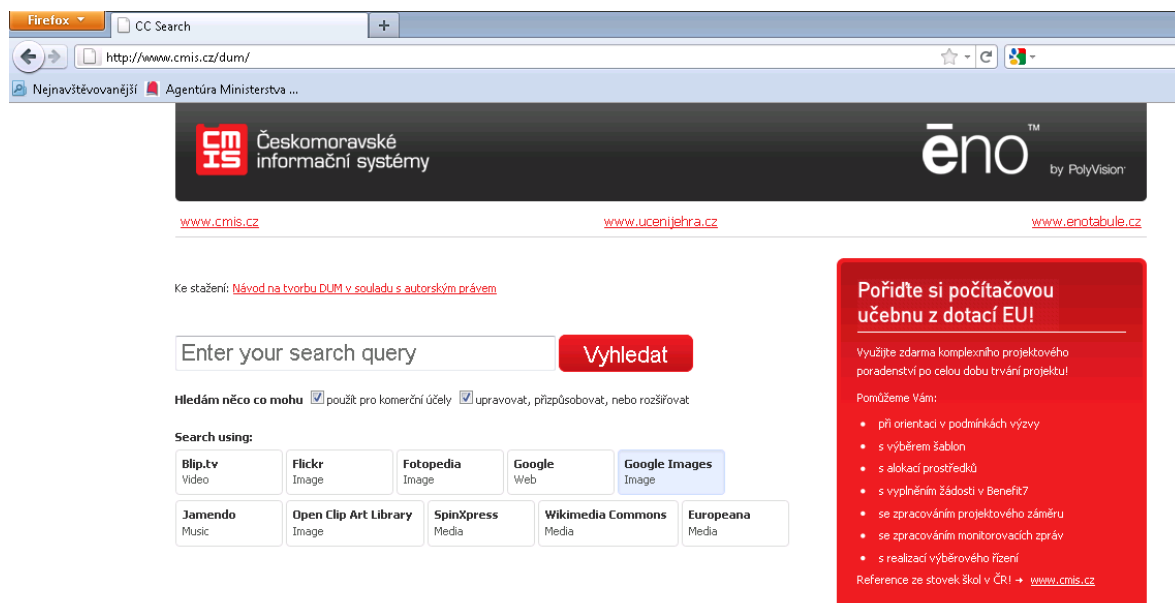 Firefox
CC Search
http://www.cmis.cz/dum/
Nejnavštěvovanější Agentúra Ministerstva ...
CM
IS
Českomoravské
informační systémy
ēno™
by PolyVision
www.cmis.cz www.ucenijehra.cz www.enotabule.cz
Ke stažení: Návod na tvorbu DUM v souladu s autorským právem
Enter your search query Vyhledat
Hledám něco co mohu použít pro komerční účely upravovat, přizpůsobovat, nebo rozšiřovat
Search using:
Blip.tv Flickr Fotopedia Google Google Images
Video Image Image Web Image
Jamendo Open Clip Art Library SpinXpress Wikimedia Commons Europeana
Music Image Media Media Media
Pořiďte si počítačovou
učebnu z dotací EU!
Využijte zdarma komplexního projektového
poradenství po celou dobu trvání projektu!
Pomůžeme Vám:
• při orientaci v podmínkách výzvy
• s výběrem šablon
• s alokací prostředků
• s vyplněním žádosti v Benefit7
• se zpracováním projektového záměru
• se zpracováním monitorovacích zpráv
• s realizací výběrového řízení
Reference ze stovek škol v ČR! → www.cmis.cz